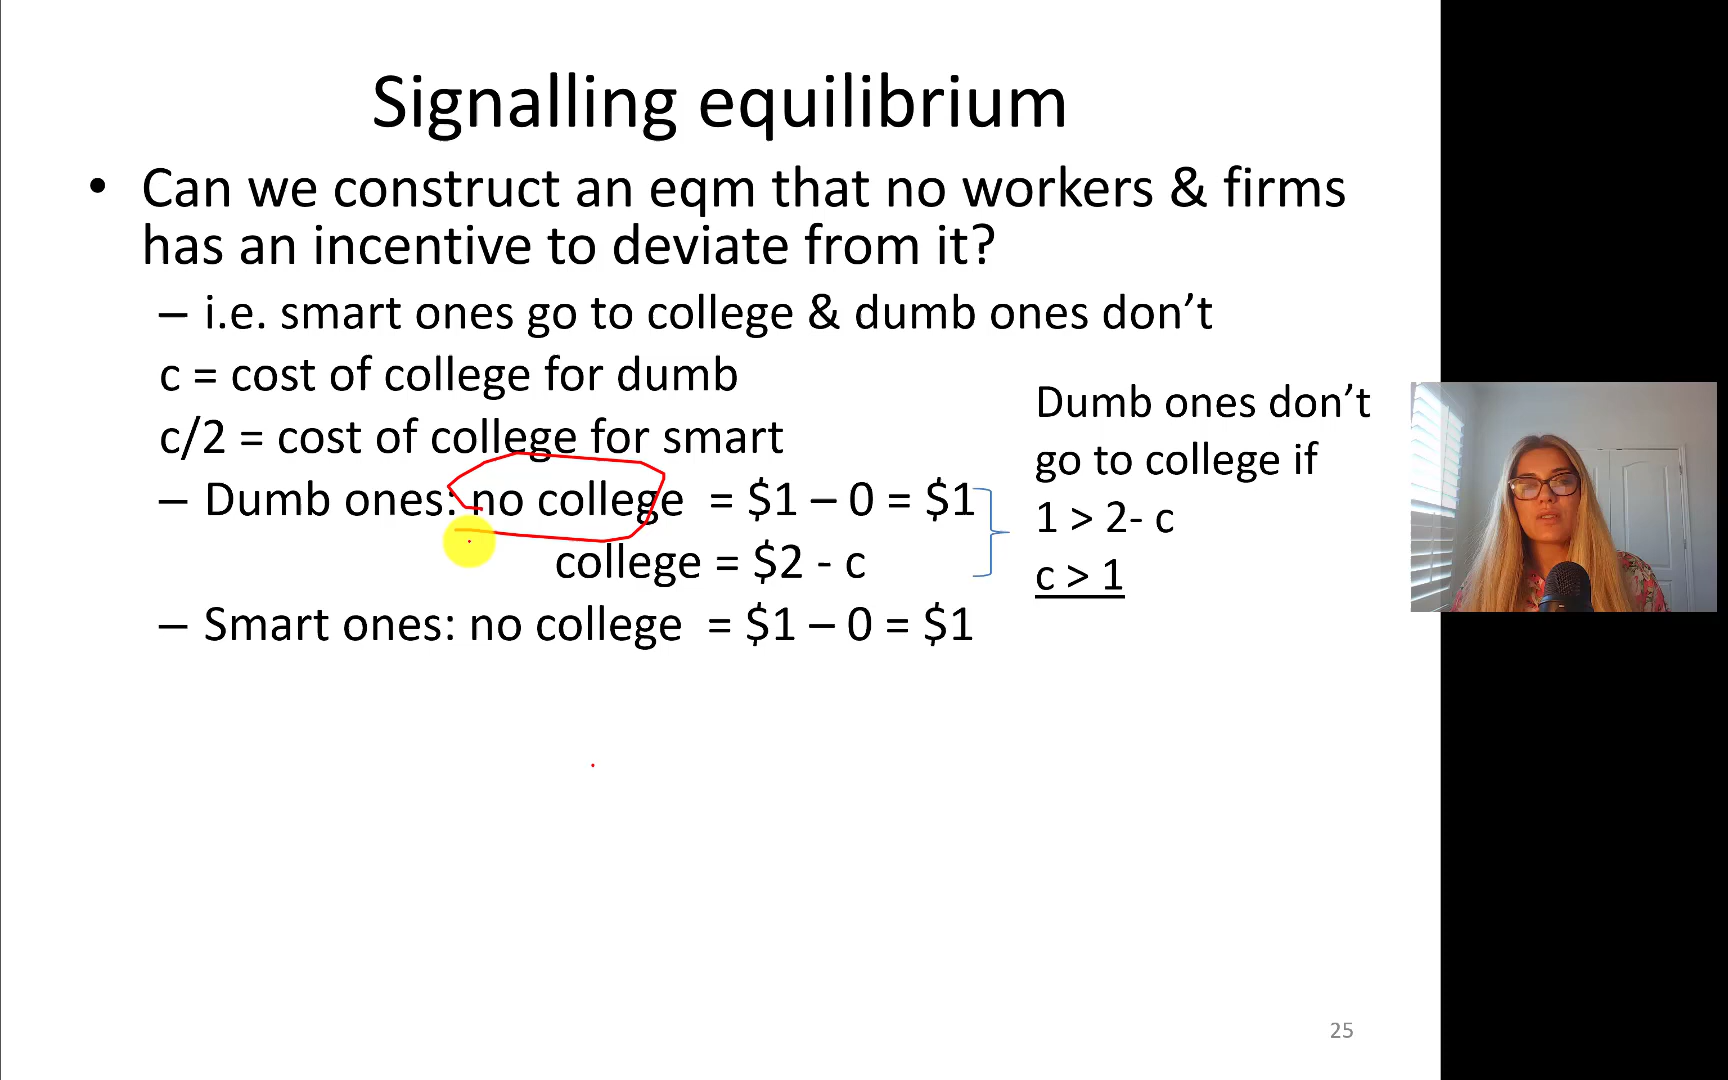 Signalling equilibrium
• Can we construct an eqm that no workers & firms
has an incentive to deviate from it?
– i.e. smart ones go to college & dumb ones don’t
c = cost of college for dumb
c/2 = cost of college for smart
– Dumb ones: no college = $1 – 0 = $1
college = $2 - c
– Smart ones: no college = $1 – 0 = $1
Dumb ones don’t
go to college if
1 > 2- c
c > 1
25